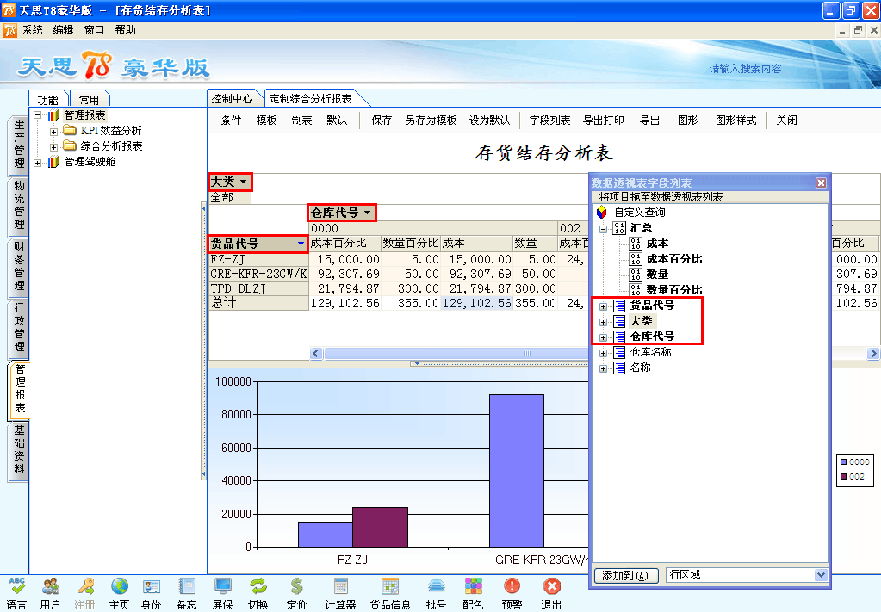 天思T8豪华版 - [存货结存分析表]
系统 编辑 窗口 帮助
天思T8豪华版
请输入搜索内容
功能 常用
控制中心 定制综合分析报表
管理报表
KPI 效益分析
综合分析报表
管理驾驶舱
物流管理
财务管理
行政管理
管理报表
基础资料
条件 模板 制表 默认 保存 另存为模板 设为默认 字段列表 导出打印 导出 图形 图形样式 关闭
存货结存分析表
大类
全部
仓库代号
0000 002
货品代号 成本百分比 数量百分比 成本 数量 成本百 百分比
FZ-ZJ 15,000.00 5.00 15,000.00 5.00 24, 000.00
GRE-KFR-23GW/K 92,307.69 50.00 92,307.69 50.00 307.69
TPD DLZJ 21,794.87 300.00 21,794.87 300.00 794.87
总计 129,102.56 355.00 129,102.56 355.00 24, 102.56
数据透视表字段列表
将项目拖至数据透视表列表
自定义查询
汇总
成本
成本百分比
数量
数量百分比
货品代号
大类
仓库代号
仓库名称
名称
添加到(A) 行区域
100000
80000
60000
40000
20000
0
FZ ZJ GRE KFR 23GW/
0000
002
语言 用户 注册 主页 身份 备忘 屏保 切换 定价 计算器 货品信息 批号 配色 预警 退出